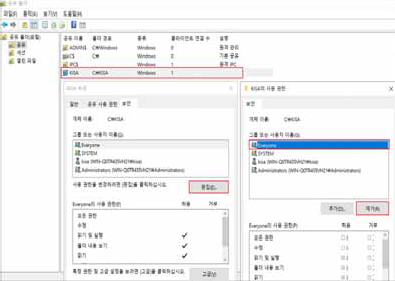 공유 폴더
파일(F) 동작(A) 보기(V) 도움말(H)
공유 폴더(로컬)
공유
세션
열린 파일
공유 이름 폴더 경로 종류 클라이언트 연결 수 설명
ADMIN$ C:₩Windows Windows 0 원격 관리
C$ C:₩ Windows 0 기본 공유
IPC$ Windows 0 원격 IPC
KISA C:₩KISA Windows 1
KISA 속성
일반 공유 사용 권한 보안
개체 이름: C:₩KISA
그룹 또는 사용자 이름(G):
Everyone
SYSTEM
kisa
Administrators
사용 권한을 변경하려면 [편집]을 클릭하십시오.
편집(E)...
Everyone의 사용 권한(P) 허용 거부
모든 권한
수정
읽기 및 실행
폴더 내용 보기
읽기
특정 권한 및 고급 설정을 보려면 [고급]을 클릭하십시오.
고급(V)
KISA의 사용 권한
보안
개체 이름: C:₩KISA
그룹 또는 사용자 이름(G):
Everyone
SYSTEM
kisa
Administrators
추가(D)... 제거(R)
Everyone의 사용 권한(P) 허용 거부
모든 권한
수정
읽기 및 실행
폴더 내용 보기
읽기